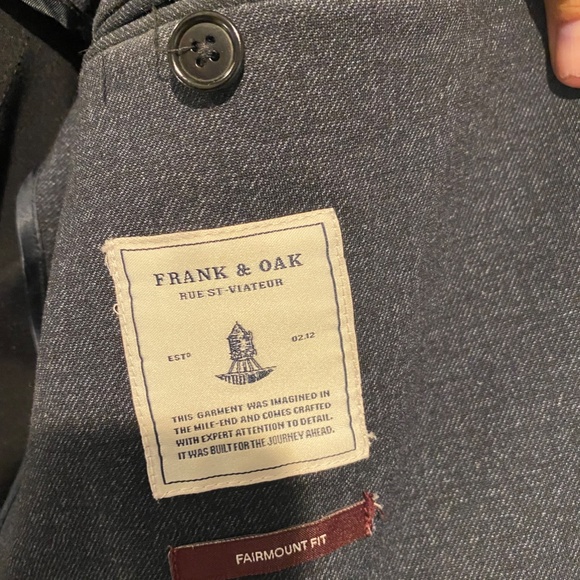 FRANK & OAK
RUE ST-VIATEUR
ESTD 02.12
THIS GARMENT WAS IMAGINED IN
THE MILE-END AND COMES CRAFTED
WITH EXPERT ATTENTION TO DETAIL.
IT WAS BUILT FOR THE JOURNEY AHEAD.
FAIRMOUNT FIT